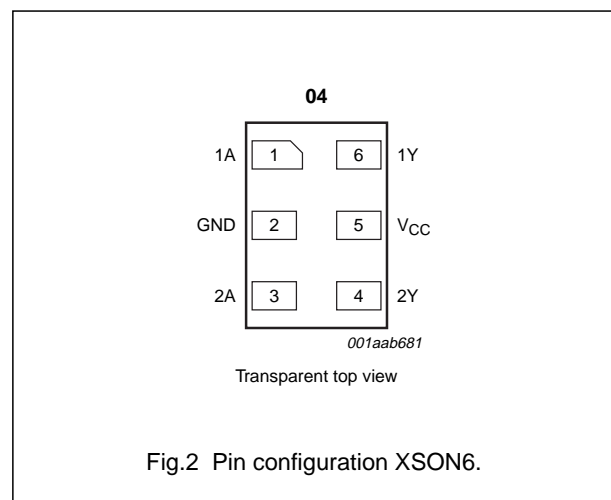 04
1A 1 6 1Y
GND 2 5 VCC
2A 3 4 2Y
001aab681
Transparent top view
Fig.2 Pin configuration XSON6.